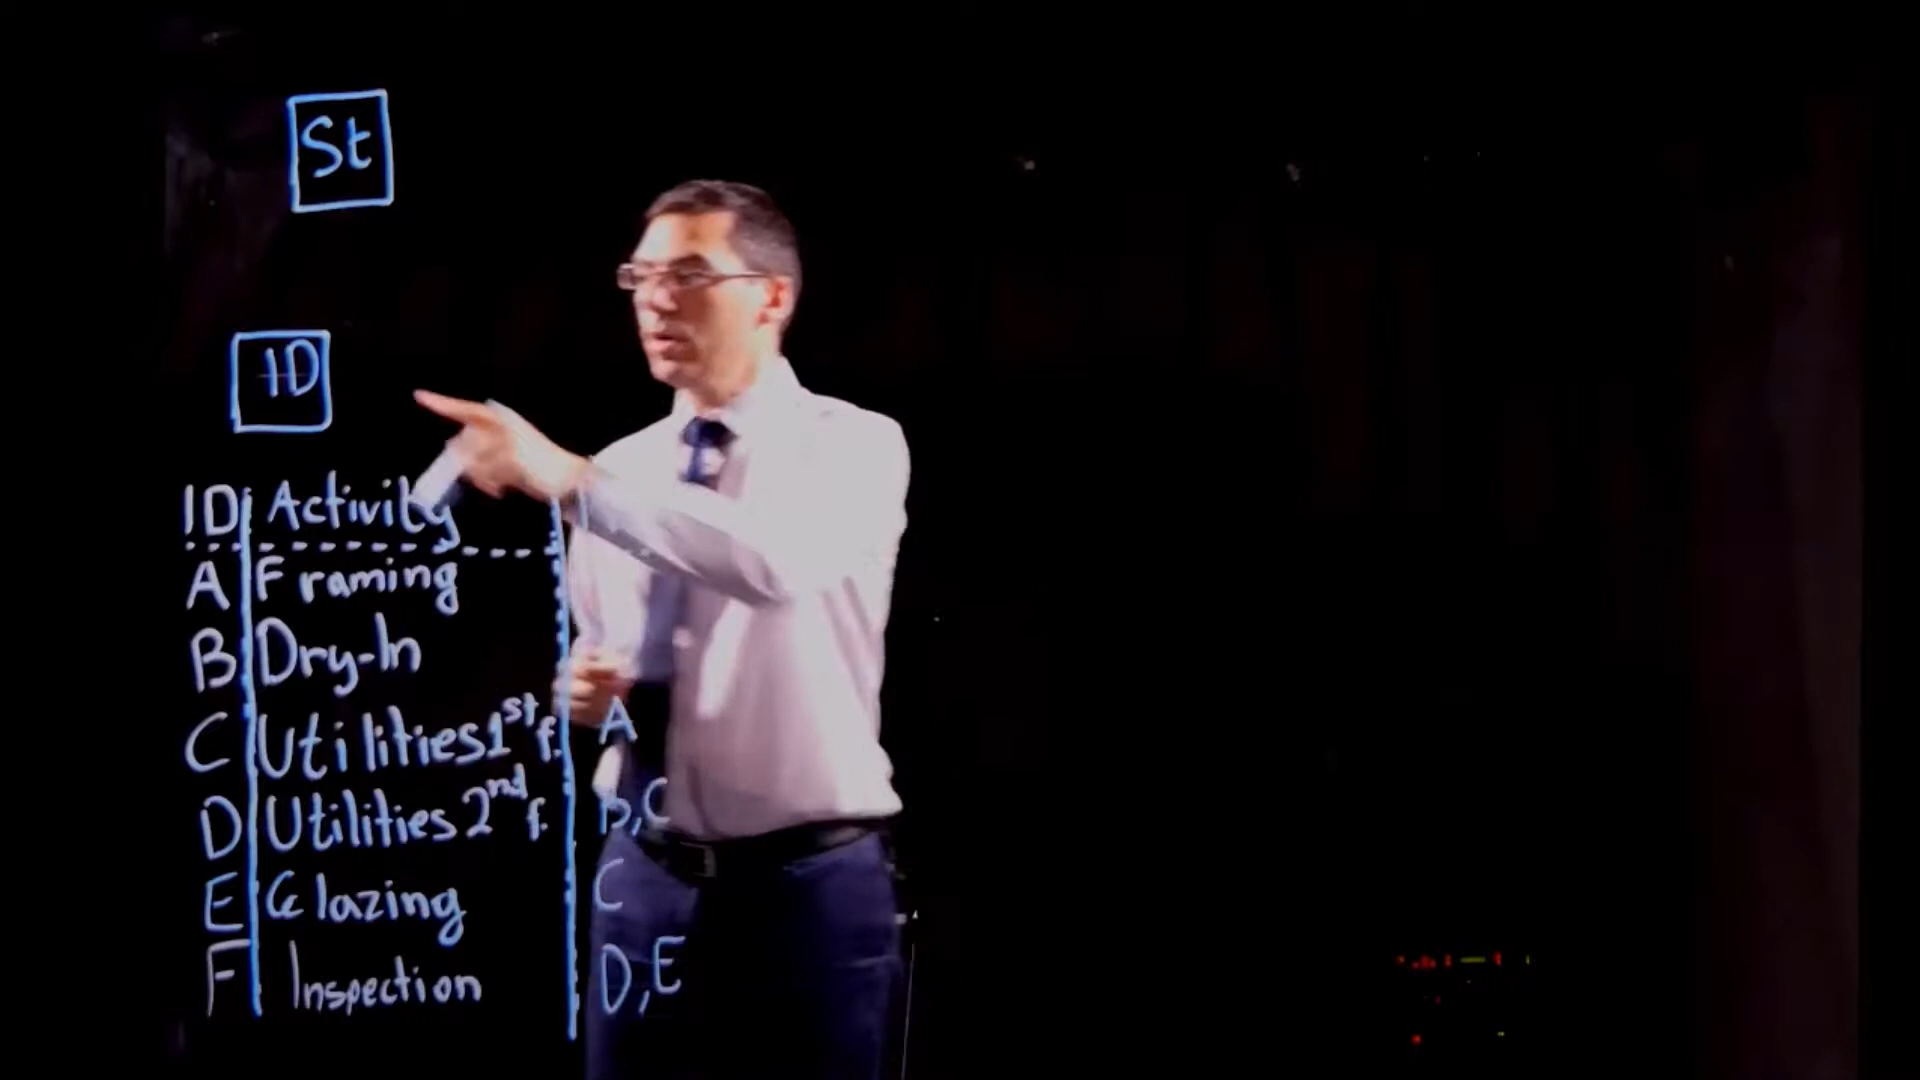 St
ID
ID Activity
A Framing
B Dry-In
C Utilities 1st f. A
D Utilities 2nd f. B,C
E Glazing C
F Inspection D,E